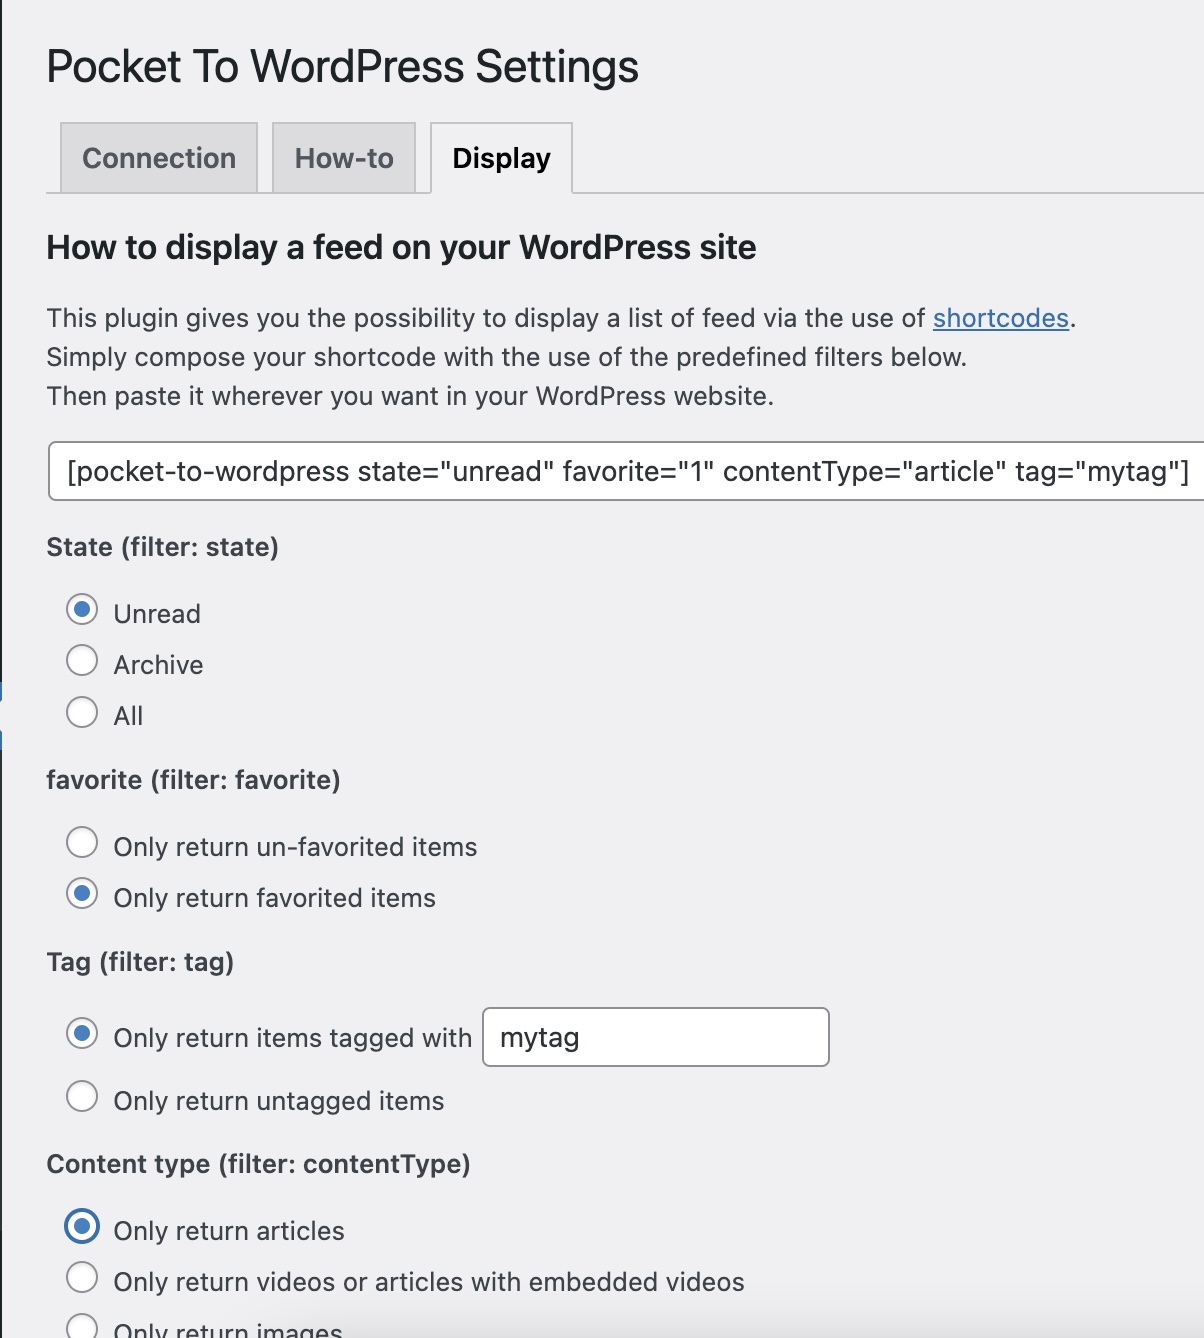 Pocket To WordPress Settings
Connection
How-to
Display
How to display a feed on your WordPress site
This plugin gives you the possibility to display a list of feed via the use of shortcodes.
Simply compose your shortcode with the use of the predefined filters below.
Then paste it wherever you want in your WordPress website.
[pocket-to-wordpress state="unread" favorite="1" contentType="article" tag="mytag"]
State (filter: state)
Unread
Archive
All
favorite (filter: favorite)
Only return un-favorited items
Only return favorited items
Tag (filter: tag)
Only return items tagged with mytag
Only return untagged items
Content type (filter: contentType)
Only return articles
Only return videos or articles with embedded videos
Only return images